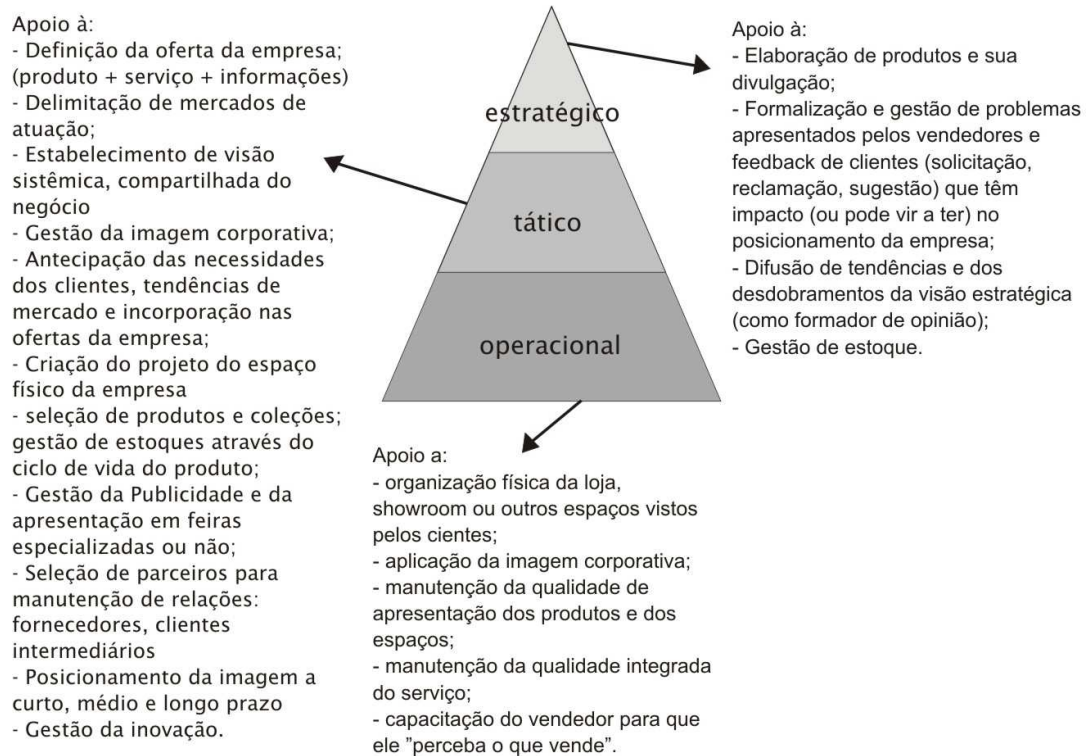 Apoio à:
- Definição da oferta da empresa;
(produto + serviço + informações)
- Delimitação de mercados de
atuação;
- Estabelecimento de visão
sistêmica, compartilhada do
negócio
- Gestão da imagem corporativa;
- Antecipação das necessidades
dos clientes, tendências de
mercado e incorporação nas
ofertas da empresa;
- Criação do projeto do espaço
físico da empresa
- seleção de produtos e coleções;
gestão de estoques através do
ciclo de vida do produto;
- Gestão da Publicidade e da
apresentação em feiras
especializadas ou não;
- Seleção de parceiros para
manutenção de relações:
fornecedores, clientes
intermediários
- Posicionamento da imagem a
curto, médio e longo prazo
- Gestão da inovação.
estratégico
tático
operacional
Apoio à:
- Elaboração de produtos e sua
divulgação;
- Formalização e gestão de problemas
apresentados pelos vendedores e
feedback de clientes (solicitação,
reclamação, sugestão) que têm
impacto (ou pode vir a ter) no
posicionamento da empresa;
- Difusão de tendências e dos
desdobramentos da visão estratégica
(como formador de opinião);
- Gestão de estoque.
Apoio a:
- organização física da loja,
showroom ou outros espaços vistos
pelos cientes;
- aplicação da imagem corporativa;
- manutenção da qualidade de
apresentação dos produtos e dos
espaços;
- manutenção da qualidade integrada
do serviço;
- capacitação do vendedor para que
ele ”perceba o que vende”.